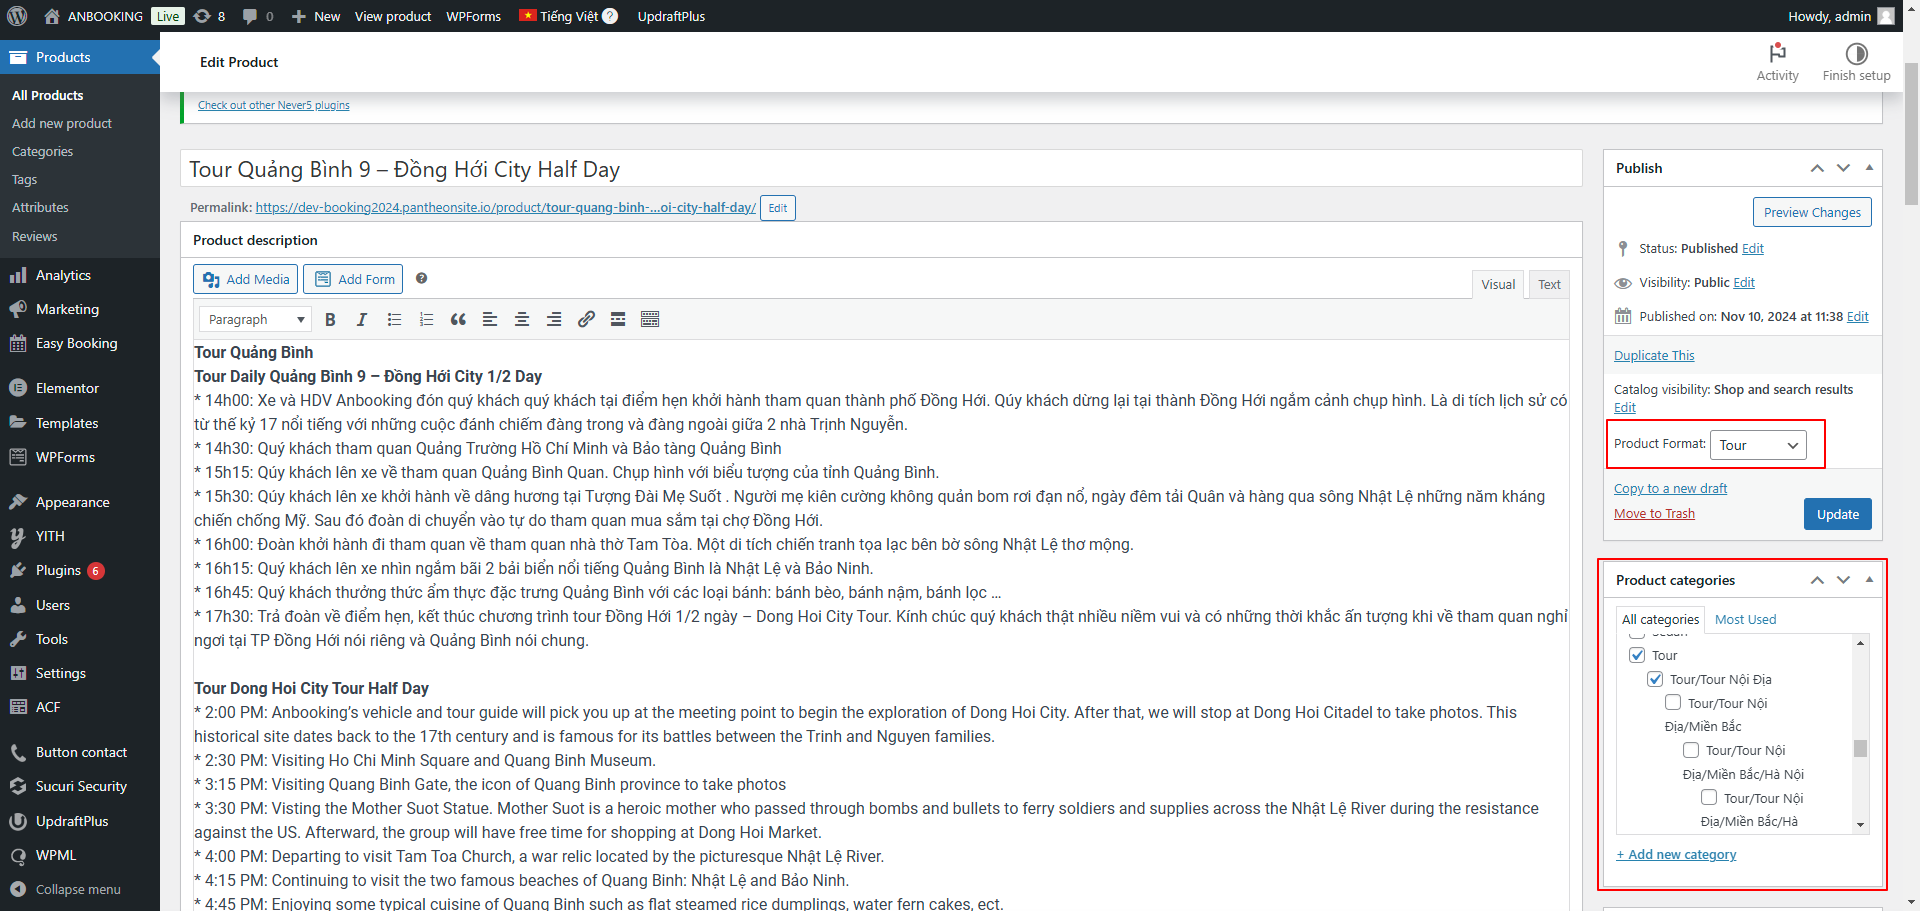 ANBOOKING Live 8 0 New View product WPForms Tiếng Việt ? UpdraftPlus Howdy, admin
Products
All Products
Add new product
Categories
Tags
Attributes
Reviews
Analytics
Marketing
Easy Booking
Elementor
Templates
WPForms
Appearance
YITH
Plugins 6
Users
Tools
Settings
ACF
Button contact
Sucuri Security
UpdraftPlus
WPML
Collapse menu
Edit Product
Activity
Finish setup
Check out other Never5 plugins
Tour Quảng Bình 9 – Đồng Hới City Half Day
Permalink: https://dev-booking2024.pantheonsite.io/product/tour-quang-binh-...oi-city-half-day/ Edit
Product description
Add Media Add Form ?
Visual Text
Paragraph B I
Tour Quảng Bình
Tour Daily Quảng Bình 9 – Đồng Hới City 1/2 Day
* 14h00: Xe và HDV Anbooking đón quý khách quý khách tại điểm hẹn khởi hành tham quan thành phố Đồng Hới. Qúy khách dừng lại tại thành Đồng Hới ngắm cảnh chụp hình. Là di tích lịch sử có
từ thế kỷ 17 nổi tiếng với những cuộc đánh chiếm đàng trong và đàng ngoài giữa 2 nhà Trịnh Nguyễn.
* 14h30: Quý khách tham quan Quảng Trường Hồ Chí Minh và Bảo tàng Quảng Bình
* 15h15: Qúy khách lên xe về tham quan Quảng Bình Quan. Chụp hình với biểu tượng của tỉnh Quảng Bình.
* 15h30: Qúy khách lên xe khởi hành về dâng hương tại Tượng Đài Mẹ Suốt . Người mẹ kiên cường không quản bom rơi đạn nổ, ngày đêm tải Quân và hàng qua sông Nhật Lệ những năm kháng
chiến chống Mỹ. Sau đó đoàn di chuyển vào tự do tham quan mua sắm tại chợ Đồng Hới.
* 16h00: Đoàn khởi hành đi tham quan về tham quan nhà thờ Tam Tòa. Một di tích chiến tranh tọa lạc bên bờ sông Nhật Lệ thơ mộng.
* 16h15: Quý khách lên xe nhìn ngắm bãi 2 bải biển nổi tiếng Quảng Bình là Nhật Lệ và Bảo Ninh.
* 16h45: Quý khách thưởng thức ẩm thực đặc trưng Quảng Bình với các loại bánh: bánh bèo, bánh nậm, bánh lọc ...
* 17h30: Trả đoàn về điểm hẹn, kết thúc chương trình tour Đồng Hới 1/2 ngày – Dong Hoi City Tour. Kính chúc quý khách thật nhiều niềm vui và có những thời khắc ấn tượng khi về tham quan nghỉ
ngơi tại TP Đồng Hới nói riêng và Quảng Bình nói chung.
Tour Dong Hoi City Tour Half Day
* 2:00 PM: Anbooking's vehicle and tour guide will pick you up at the meeting point to begin the exploration of Dong Hoi City. After that, we will stop at Dong Hoi Citadel to take photos. This
historical site dates back to the 17th century and is famous for its battles between the Trinh and Nguyen families.
* 2:30 PM: Visiting Ho Chi Minh Square and Quang Binh Museum.
* 3:15 PM: Visiting Quang Binh Gate, the icon of Quang Binh province to take photos
* 3:30 PM: Visting the Mother Suot Statue. Mother Suot is a heroic mother who passed through bombs and bullets to ferry soldiers and supplies across the Nhật Lệ River during the resistance
against the US. Afterward, the group will have free time for shopping at Dong Hoi Market.
* 4:00 PM: Departing to visit Tam Toa Church, a war relic located by the picturesque Nhật Lệ River.
* 4:15 PM: Continuing to visit the two famous beaches of Quang Binh: Nhật Lệ and Bảo Ninh.
* 4:45 PM: Enjoying some typical cuisine of Quang Binh such as flat steamed rice dumplings, water fern cakes, ect.
Publish
Preview Changes
Status: Published Edit
Visibility: Public Edit
Published on: Nov 10, 2024 at 11:38 Edit
Duplicate This
Catalog visibility: Shop and search results
Edit
Product Format: Tour
Copy to a new draft
Move to Trash
Update
Product categories
All categories Most Used
Sedan
Tour
Tour/Tour Nội Địa
Tour/Tour Nội
Địa/Miền Bắc
Tour/Tour Nội
Địa/Miền Bắc/Hà Nội
Tour/Tour Nội
Địa/Miền Bắc/Hà
+ Add new category